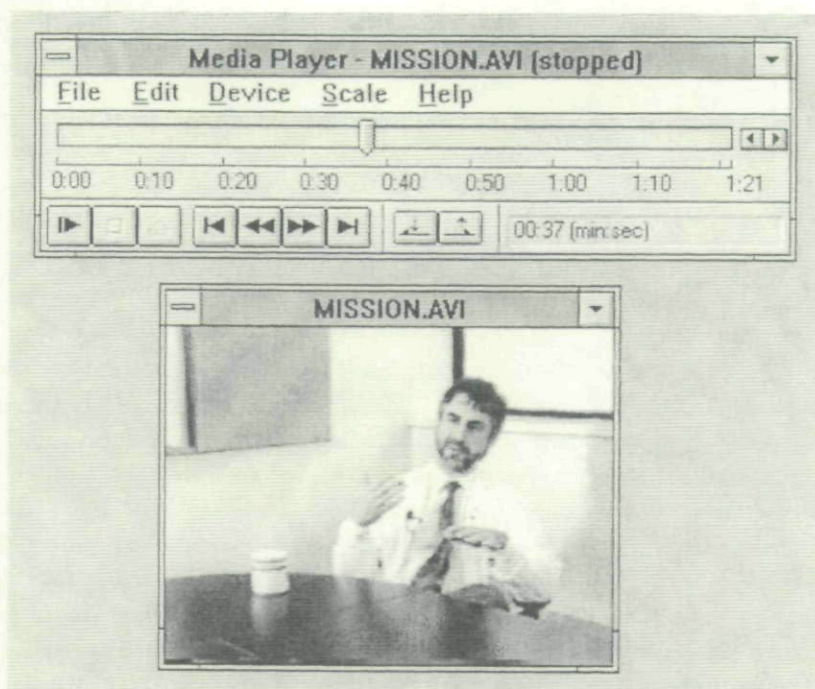 Media Player - MISSION.AVI (stopped)
File Edit Device Scale Help
0:00 0:10 0:20 0:30 0:40 0:50 1:00 1:10 1:21
00:37 (min:sec)
MISSION.AVI